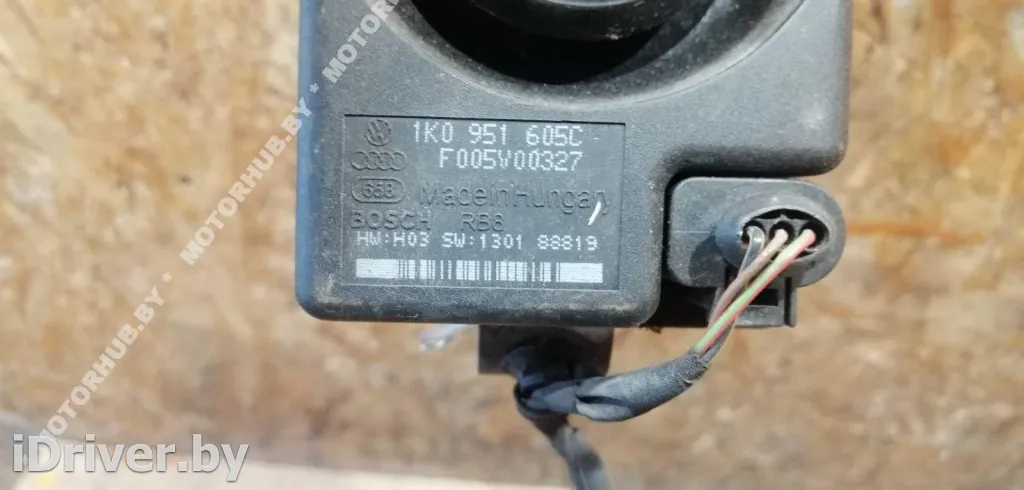 1K0 951 605C
F005V00327
658
Made in Hungary
BOSCH RB8
HW:H03 SW:1301 88819
* MOTORHUB.BY * MOTORHUB.BY *
iDriver.by